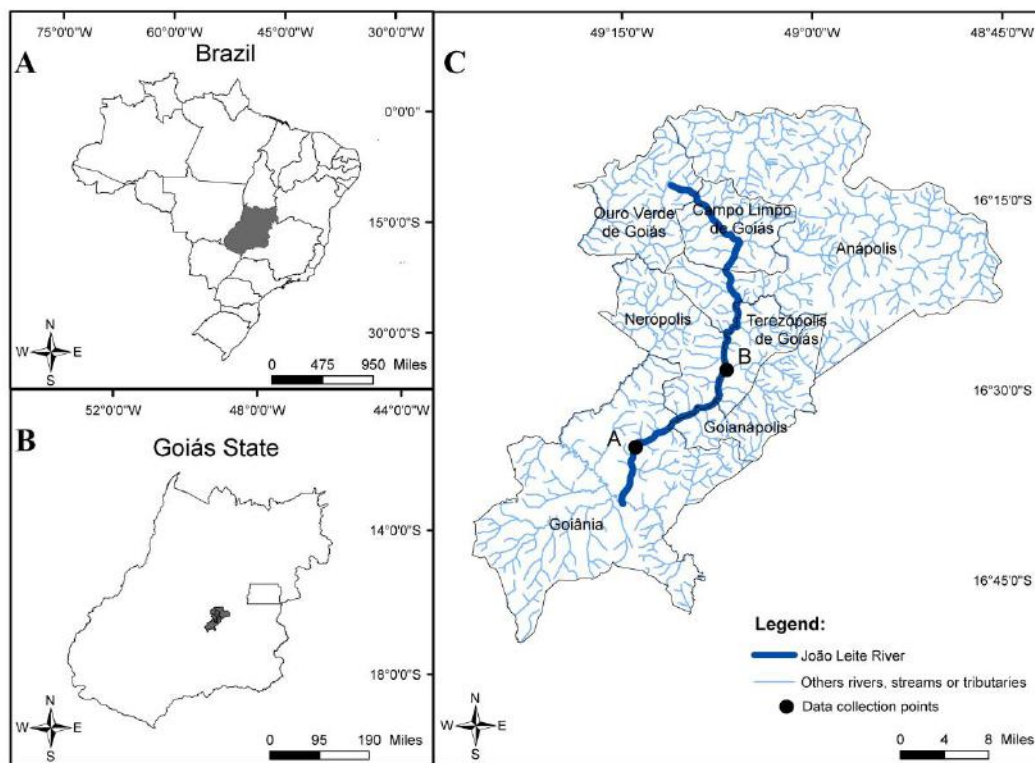 75°0'0"W 60°0'0"W 45°0'0"W 30°0'0"W
A
Brazil
0°0'0"
15°0'0"S
30°0'0"S
N
W E
S
0 475 950 Miles
52°0'0"W 48°0'0"W 44°0'0"W
B
Goiás State
14°0'0"S
18°0'0"S
N
W E
S
0 95 190 Miles
49°15'0"W 49°0'0"W 48°45'0"W
C
16°15'0"S
16°30'0"S
16°45'0"S
Ouro Verde
de Goiás
Campo Limpo
de Goiás
Anápolis
Nerópolis
Terezópolis
de Goiás
B
Goianápolis
A
Goiânia
Legend:
João Leite River
Others rivers, streams or tributaries
Data collection points
N
W E
S
0 4 8 Miles